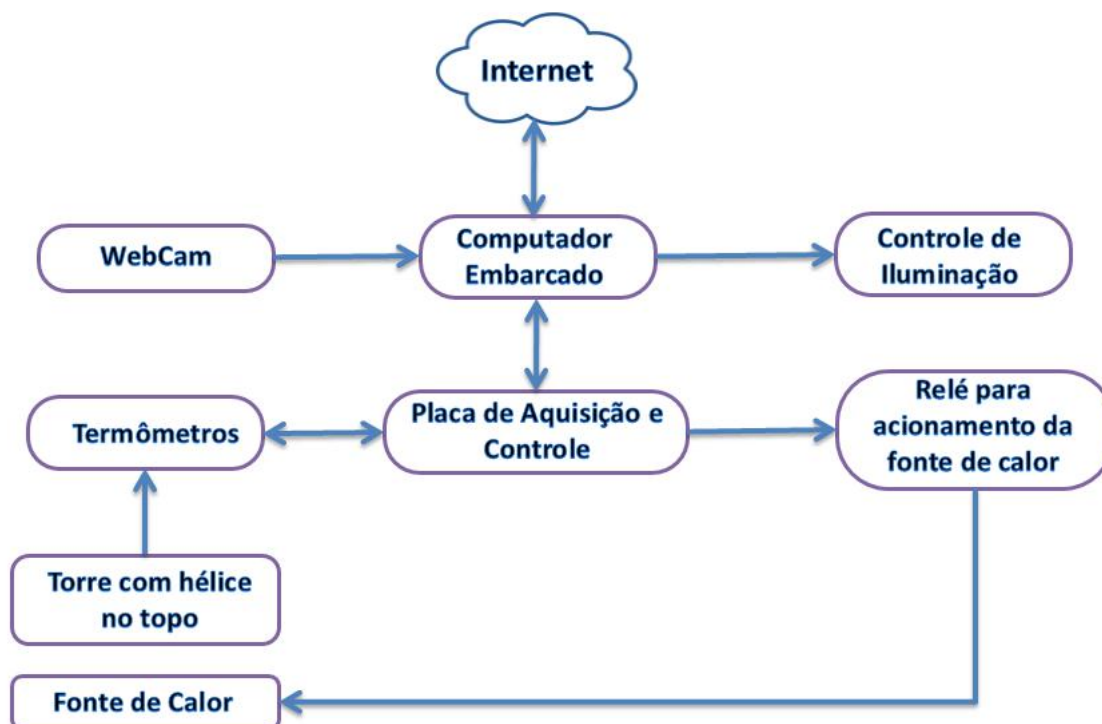 Internet
WebCam
Computador
Embarcado
Controle de
Iluminação
Termômetros
Placa de Aquisição e
Controle
Relé para
acionamento da
fonte de calor
Torre com hélice
no topo
Fonte de Calor